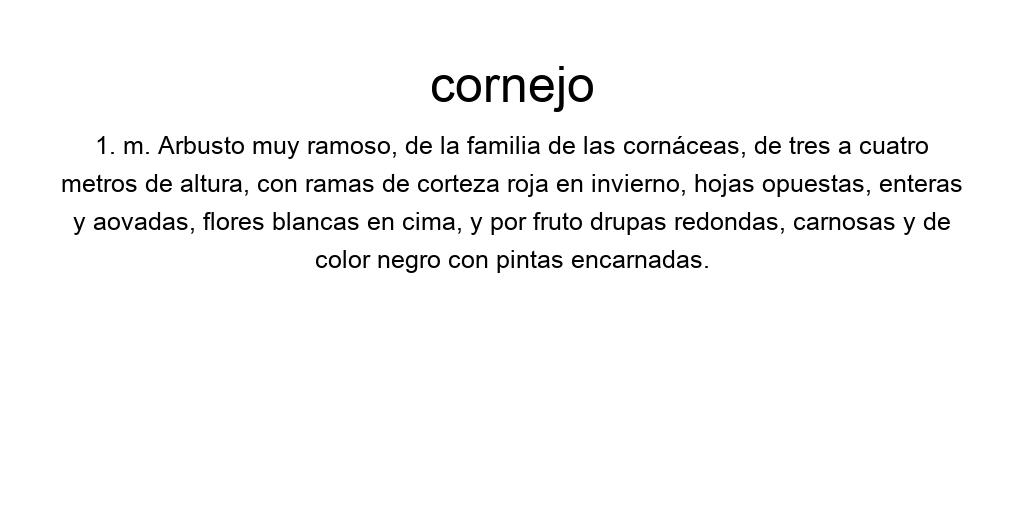 cornejo
1. m. Arbusto muy ramoso, de la familia de las cornáceas, de tres a cuatro
metros de altura, con ramas de corteza roja en invierno, hojas opuestas, enteras
y aovadas, flores blancas en cima, y por fruto drupas redondas, carnosas y de
color negro con pintas encarnadas.